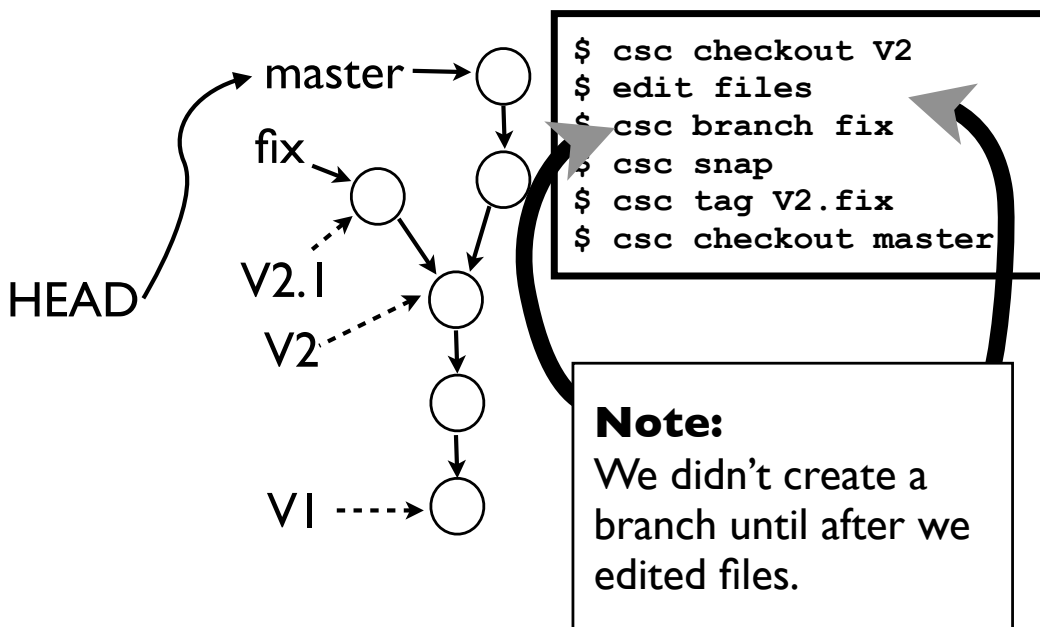 master
fix
V2.1
HEAD
V2
V1
$ csc checkout V2
$ edit files
$ csc branch fix
$ csc snap
$ csc tag V2.fix
$ csc checkout master
Note:
We didn't create a
branch until after we
edited files.